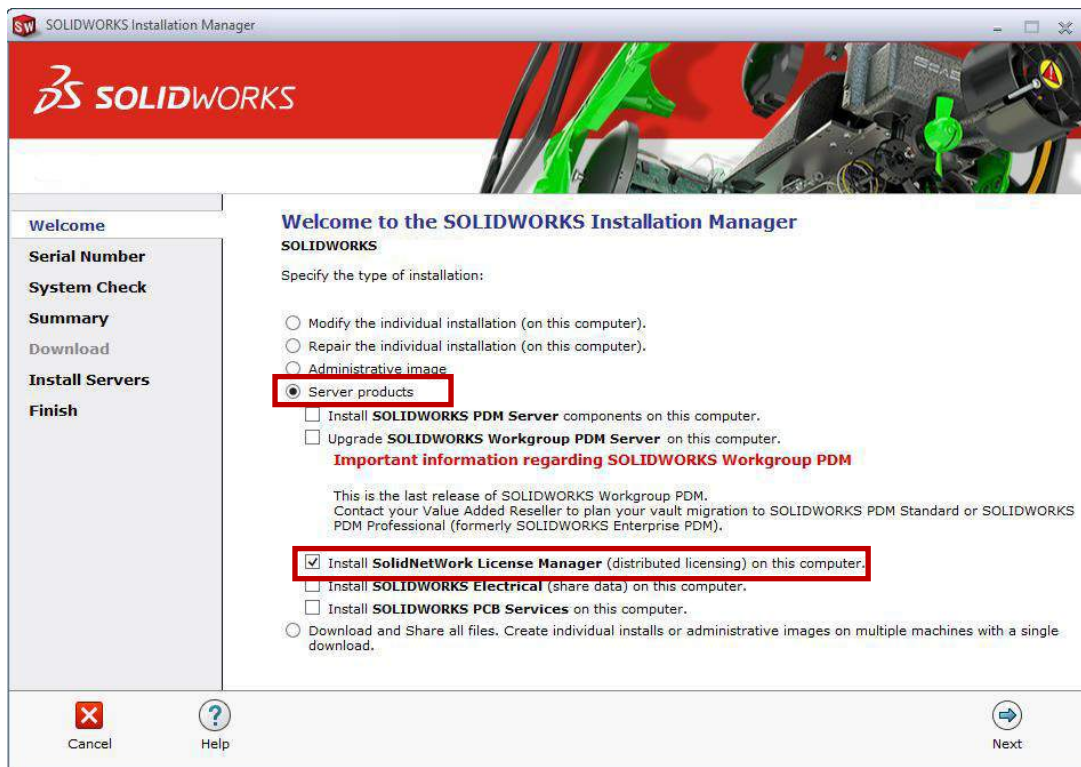 SW SOLIDWORKS Installation Manager
SOLIDWORKS
Welcome
Serial Number
System Check
Summary
Download
Install Servers
Finish
Welcome to the SOLIDWORKS Installation Manager
SOLIDWORKS
Specify the type of installation:
Modify the individual installation (on this computer).
Repair the individual installation (on this computer).
Administrative image
Server products
Install SOLIDWORKS PDM Server components on this computer.
Upgrade SOLIDWORKS Workgroup PDM Server on this computer.
Important information regarding SOLIDWORKS Workgroup PDM
This is the last release of SOLIDWORKS Workgroup PDM.
Contact your Value Added Reseller to plan your vault migration to SOLIDWORKS PDM Standard or SOLIDWORKS
PDM Professional (formerly SOLIDWORKS Enterprise PDM).
Install SolidNetWork License Manager (distributed licensing) on this computer.
Install SOLIDWORKS Electrical (share data) on this computer.
Install SOLIDWORKS PCB Services on this computer.
Download and Share all files. Create individual installs or administrative images on multiple machines with a single
download.
Cancel
Help
Next